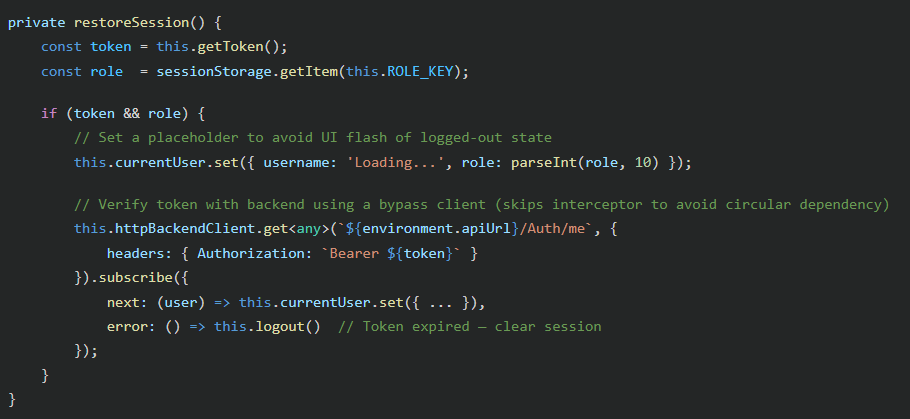 private restoreSession() {
    const token = this.getToken();
    const role  = sessionStorage.getItem(this.ROLE_KEY);

    if (token && role) {
        // Set a placeholder to avoid UI flash of logged-out state
        this.currentUser.set({ username: 'Loading...', role: parseInt(role, 10) });

        // Verify token with backend using a bypass client (skips interceptor to avoid circular dependency)
        this.httpBackendClient.get<any>(`${environment.apiUrl}/Auth/me`, {
            headers: { Authorization: `Bearer ${token}` }
        }).subscribe({
            next: (user) => this.currentUser.set({ ... }),
            error: () => this.logout()  // Token expired — clear session
        });
    }
}